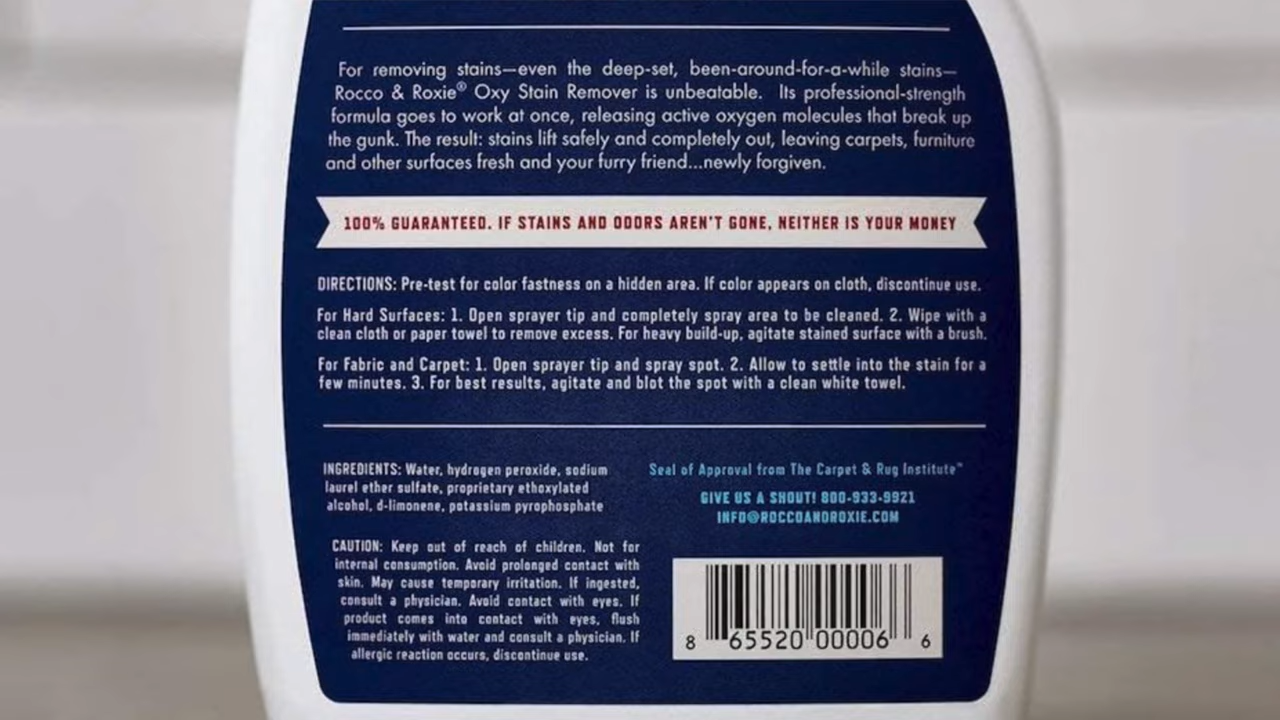 For removing stains—even the deep-set, been-around-for-a-while stains—
Rocco & Roxie® Oxy Stain Remover is unbeatable. Its professional-strength
formula goes to work at once, releasing active oxygen molecules that break up
the gunk. The result: stains lift safely and completely out, leaving carpets, furniture
and other surfaces fresh and your furry friend...newly forgiven.
100% GUARANTEED. IF STAINS AND ODORS AREN'T GONE, NEITHER IS YOUR MONEY
DIRECTIONS: Pre-test for color fastness on a hidden area. If color appears on cloth, discontinue use.
For Hard Surfaces: 1. Open sprayer tip and completely spray area to be cleaned. 2. Wipe with a
clean cloth or paper towel to remove excess. For heavy build-up, agitate stained surface with a brush.
For Fabric and Carpet: 1. Open sprayer tip and spray spot. 2. Allow to settle into the stain for a
few minutes. 3. For best results, agitate and blot the spot with a clean white towel.
INGREDIENTS: Water, hydrogen peroxide, sodium
laurel ether sulfate, proprietary ethoxylated
alcohol, d-limonene, potassium pyrophosphate
CAUTION: Keep out of reach of children. Not for
internal consumption. Avoid prolonged contact with
skin. May cause temporary irritation. If ingested,
consult a physician. Avoid contact with eyes. If
product comes into contact with eyes, flush
immediately with water and consult a physician. If
allergic reaction occurs, discontinue use.
Seal of Approval from The Carpet & Rug Institute™
GIVE US A SHOUT! 800-933-9921
INFO@ROCCOANDROXIE.COM
8 65520 00006 6